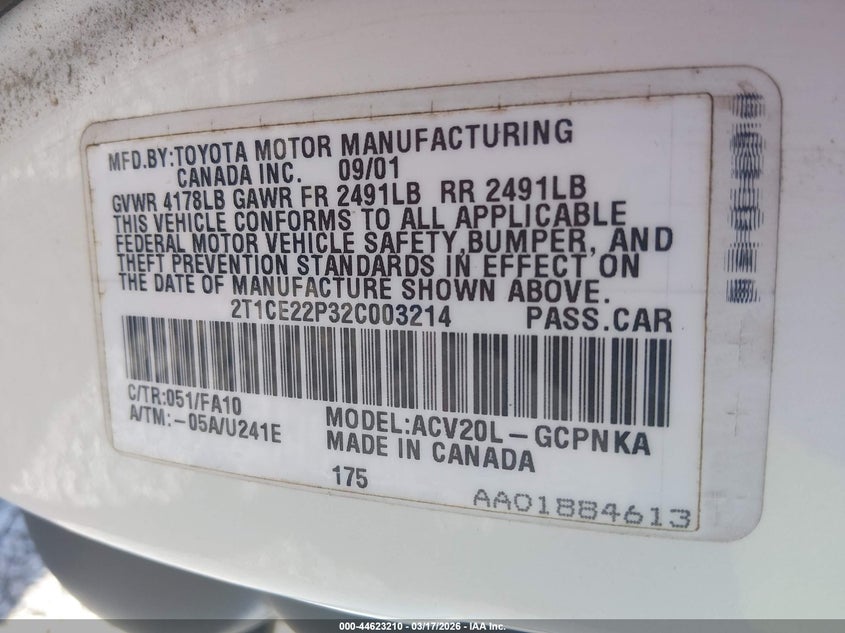 MFD.BY:TOYOTA MOTOR MANUFACTURING
CANADA INC. 09/01
GVWR 4178LB GAWR FR 2491LB RR 2491LB
THIS VEHICLE CONFORMS TO ALL APPLICABLE
FEDERAL MOTOR VEHICLE SAFETY,BUMPER, AND
THEFT PREVENTION STANDARDS IN EFFECT ON
THE DATE OF MANUFACTURE SHOWN ABOVE.
2T1CE22P32C003214 PASS.CAR
C/TR:051/FA10
A/TM:-05A/U241E
MODEL:ACV20L-GCPNKA
MADE IN CANADA
175
AA01884613
000-44623210 - 03/17/2026 - IAA Inc.